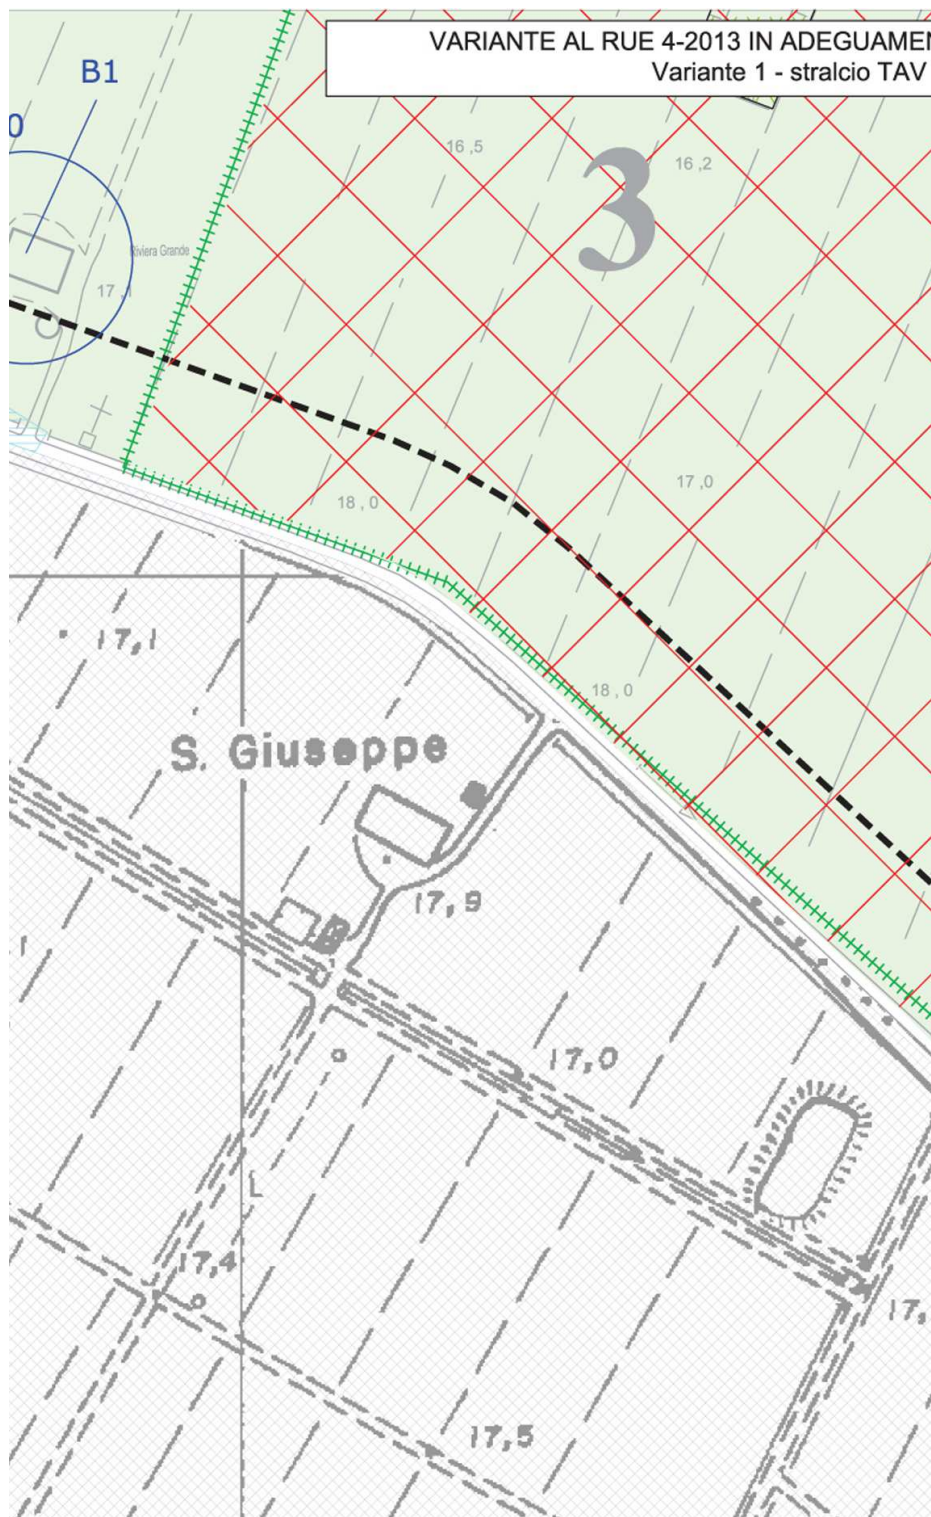 VARIANTE AL RUE 4-2013 IN ADEGUAMEN
Variante 1 - stralcio TAV
B1
0
16,5
16,2
3
Riviera Grande
17,1
18,0
17,0
17,1
18,0
S. Giuseppe
17,9
17,0
L
17,4
17,
17,5